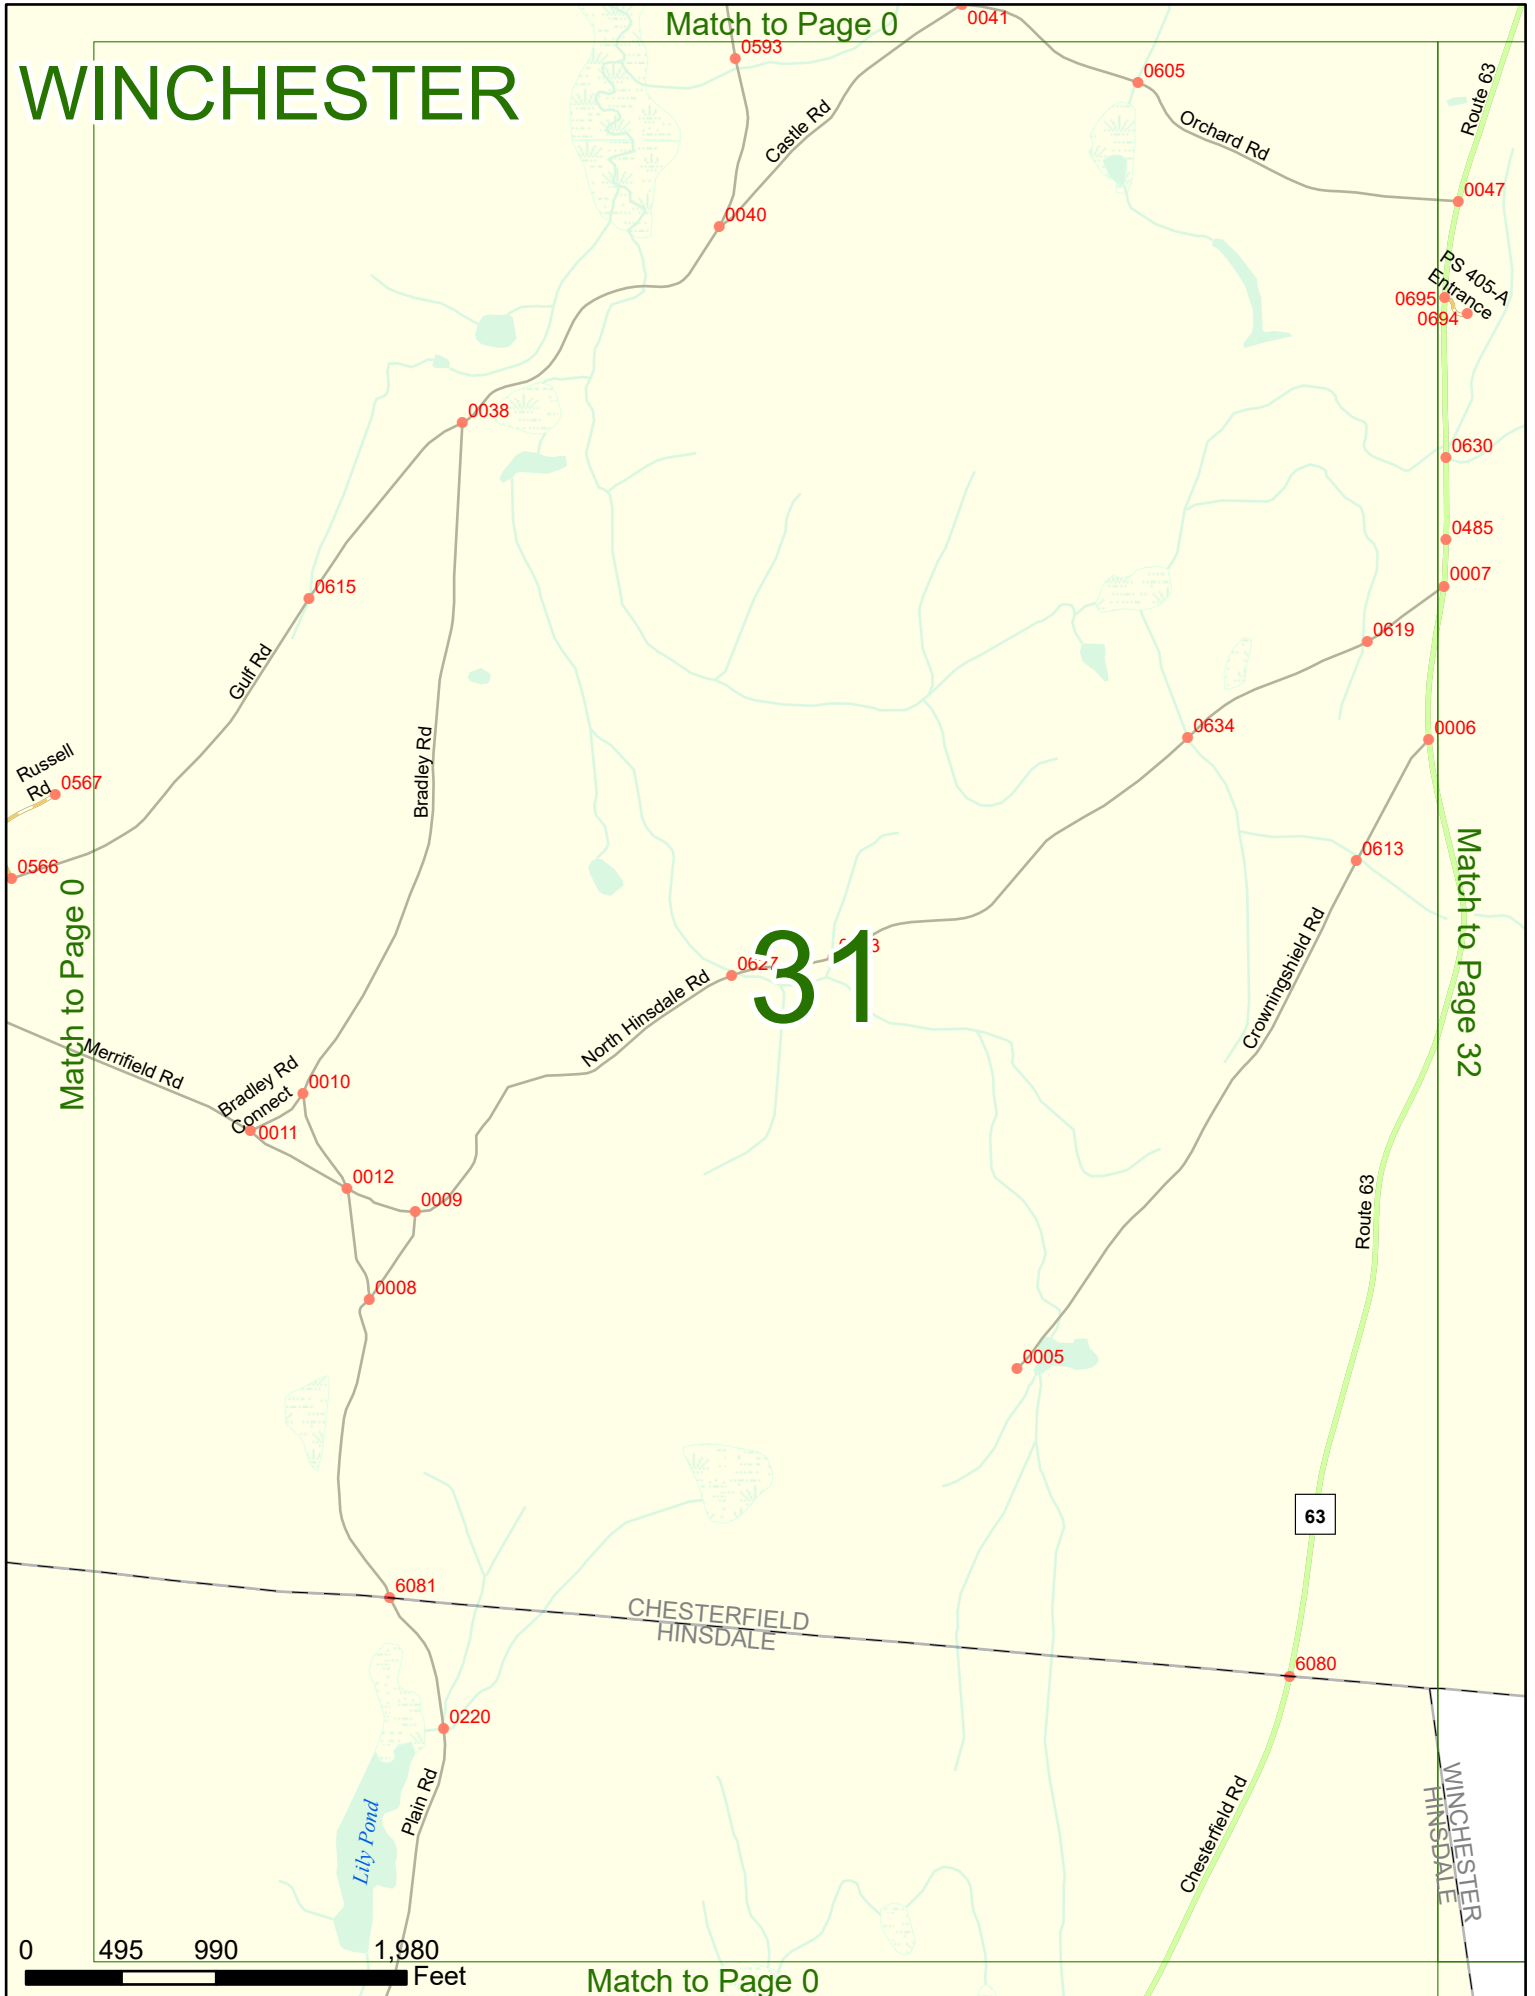 Match to Page 0
0041
0593
WINCHESTER
0605
Route 63
Castle Rd
Orchard Rd
0047
0040
PS 405-A
Entrance
0695
0694
0038
0630
0485
0007
0615
0619
Gulf Rd
0634
0006
Russell
Rd
0567
Bradley Rd
0566
0613
Match to Page 0
Match to Page 32
31
0627
North Hinsdale Rd
Crowningshield Rd
Merrifield Rd
Bradley Rd
Connect
0010
0011
0012
0009
Route 63
0008
0005
63
6081
CHESTERFIELD
HINSDALE
6080
0220
Plain Rd
Lily Pond
Chesterfield Rd
WINCHESTER
HINSDALE
0 495 990 1,980
Feet
Match to Page 0